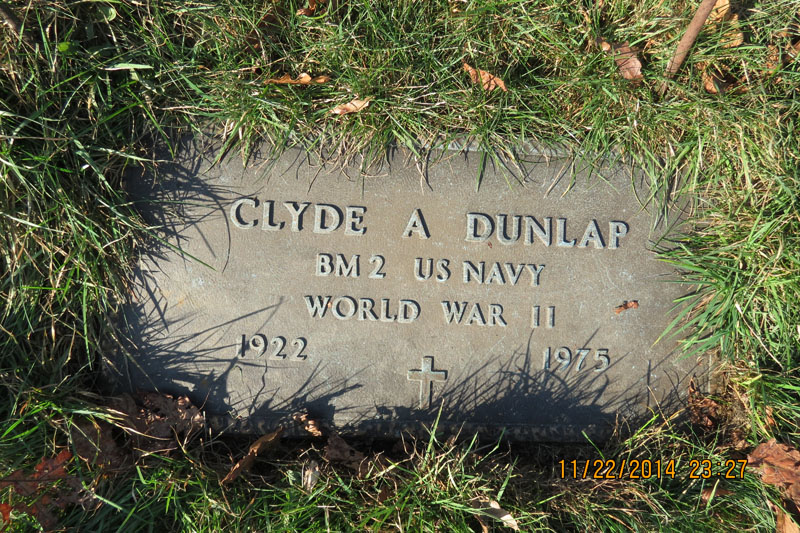 CLYDE A DUNLAP
BM2 US NAVY
WORLD WAR II
1922 1975
11/22/2014 23:27